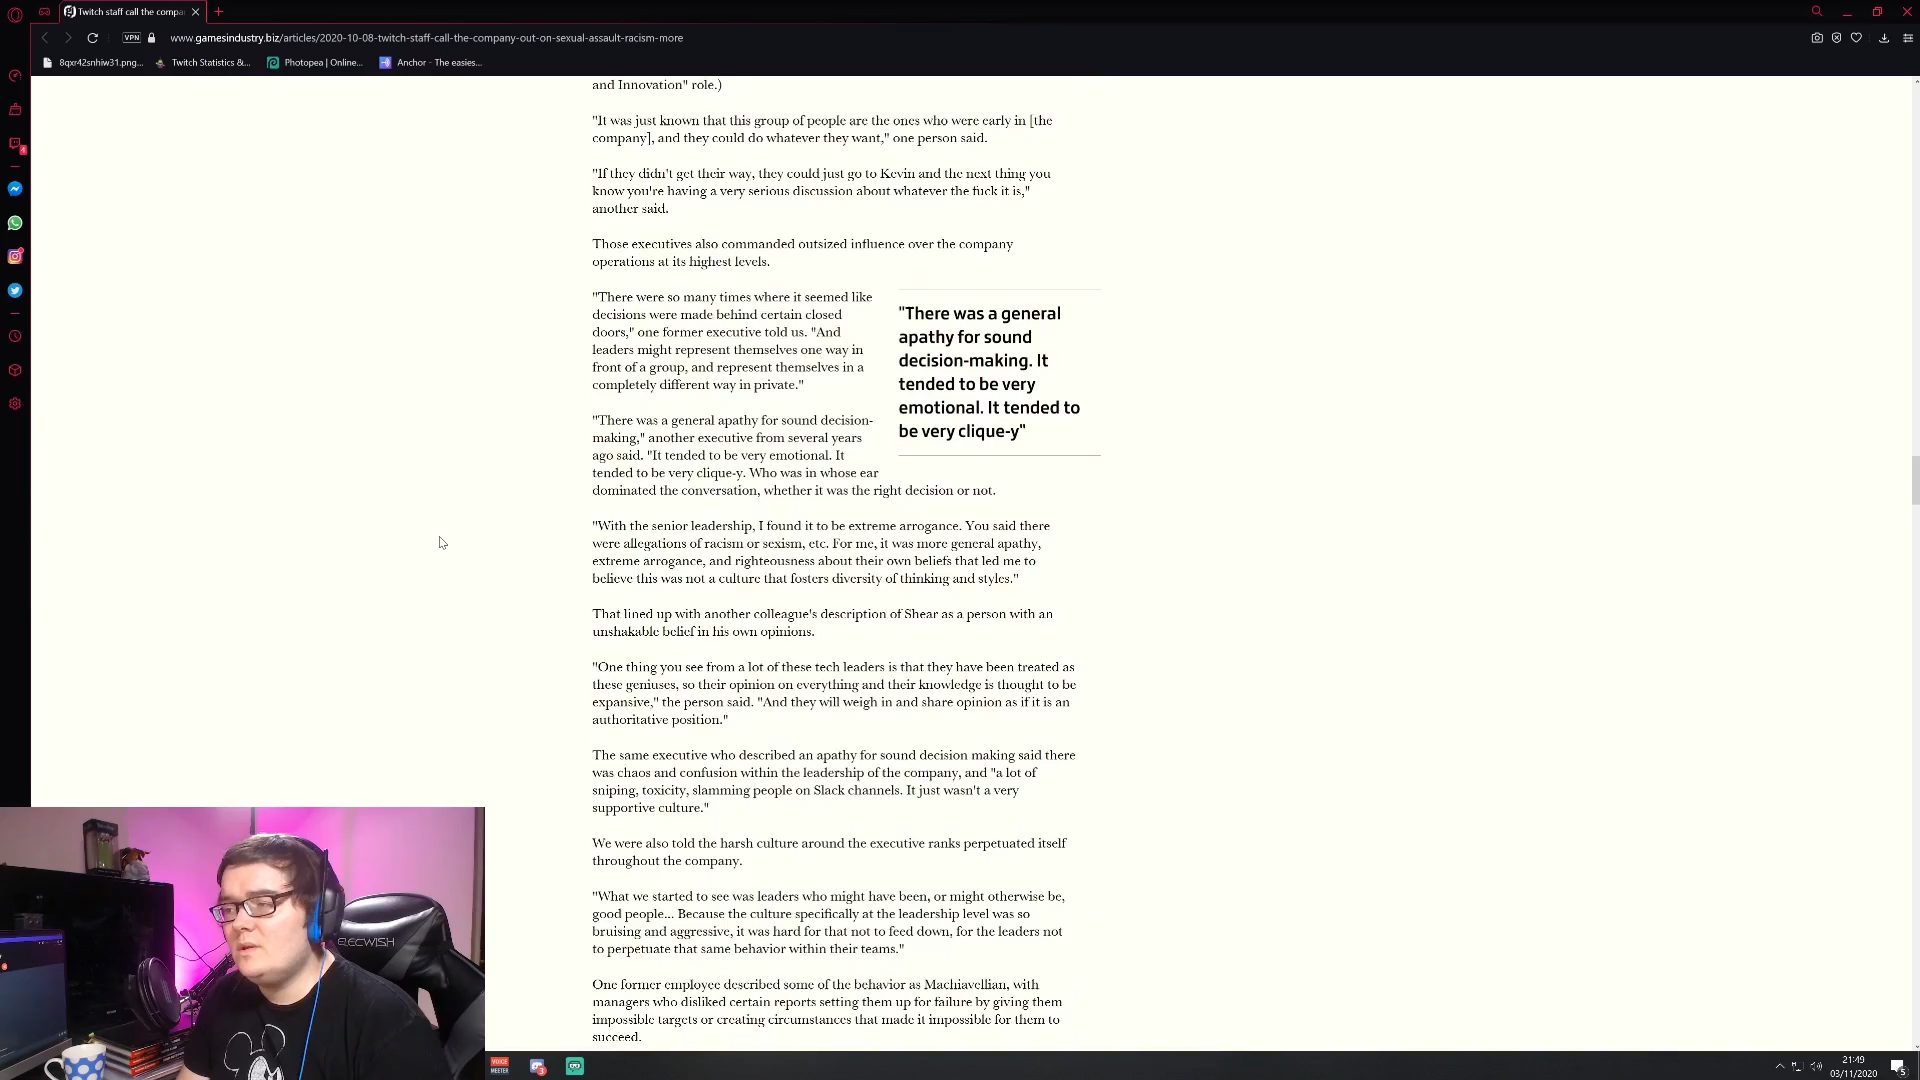 Twitch staff call the compa
VPN
www.gamesindustry.biz/articles/2020-10-08-twitch-staff-call-the-company-out-on-sexual-assault-racism-more
8qxr42snhiw31.png...
Twitch Statistics &...
Photopea | Online...
Anchor - The easies...
and Innovation" role.)
"It was just known that this group of people are the ones who were early in [the
company], and they could do whatever they want," one person said.
"If they didn't get their way, they could just go to Kevin and the next thing you
know you're having a very serious discussion about whatever the fuck it is,"
another said.
Those executives also commanded outsized influence over the company
operations at its highest levels.
"There were so many times where it seemed like
decisions were made behind certain closed
doors," one former executive told us. "And
leaders might represent themselves one way in
front of a group, and represent themselves in a
completely different way in private."
"There was a general
apathy for sound
decision-making. It
tended to be very
emotional. It tended to
be very clique-y"
"There was a general apathy for sound decision-
making," another executive from several years
ago said. "It tended to be very emotional. It
tended to be very clique-y. Who was in whose ear
dominated the conversation, whether it was the right decision or not.
"With the senior leadership, I found it to be extreme arrogance. You said there
were allegations of racism or sexism, etc. For me, it was more general apathy,
extreme arrogance, and righteousness about their own beliefs that led me to
believe this was not a culture that fosters diversity of thinking and styles."
That lined up with another colleague's description of Shear as a person with an
unshakable belief in his own opinions.
"One thing you see from a lot of these tech leaders is that they have been treated as
these geniuses, so their opinion on everything and their knowledge is thought to be
expansive," the person said. "And they will weigh in and share opinion as if it is an
authoritative position."
The same executive who described an apathy for sound decision making said there
was chaos and confusion within the leadership of the company, and "a lot of
sniping, toxicity, slamming people on Slack channels. It just wasn't a very
supportive culture."
We were also told the harsh culture around the executive ranks perpetuated itself
throughout the company.
"What we started to see was leaders who might have been, or might otherwise be,
good people... Because the culture specifically at the leadership level was so
bruising and aggressive, it was hard for that not to feed down, for the leaders not
to perpetuate that same behavior within their teams."
One former employee described some of the behavior as Machiavellian, with
managers who disliked certain reports setting them up for failure by giving them
impossible targets or creating circumstances that made it impossible for them to
succeed.
ELECWISH
VOICE
MEETER
3
21:49
03/11/2020
5